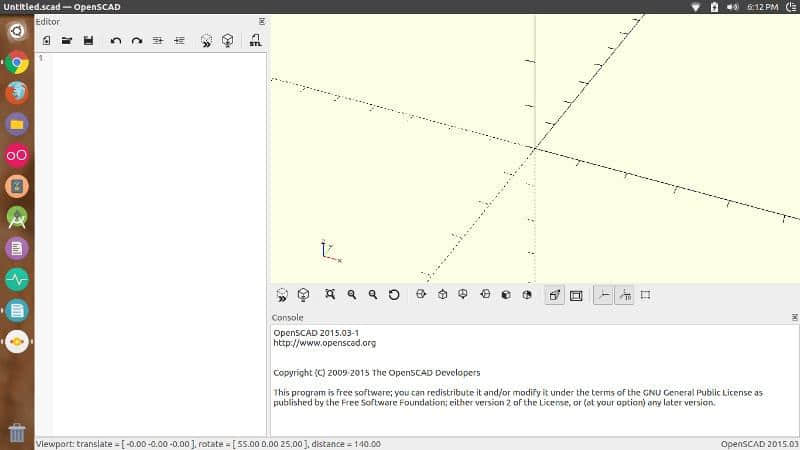 Untitled.scad — OpenSCAD
6:12 PM
Editor
STL
1
Z
Y
X
10
Console
OpenSCAD 2015.03-1
http://www.openscad.org
Copyright (C) 2009-2015 The OpenSCAD Developers
This program is free software; you can redistribute it and/or modify it under the terms of the GNU General Public License as
published by the Free Software Foundation; either version 2 of the License, or (at your option) any later version.
Viewport: translate = [ -0.00 -0.00 -0.00 ], rotate = [ 55.00 0.00 25.00 ], distance = 140.00
OpenSCAD 2015.03